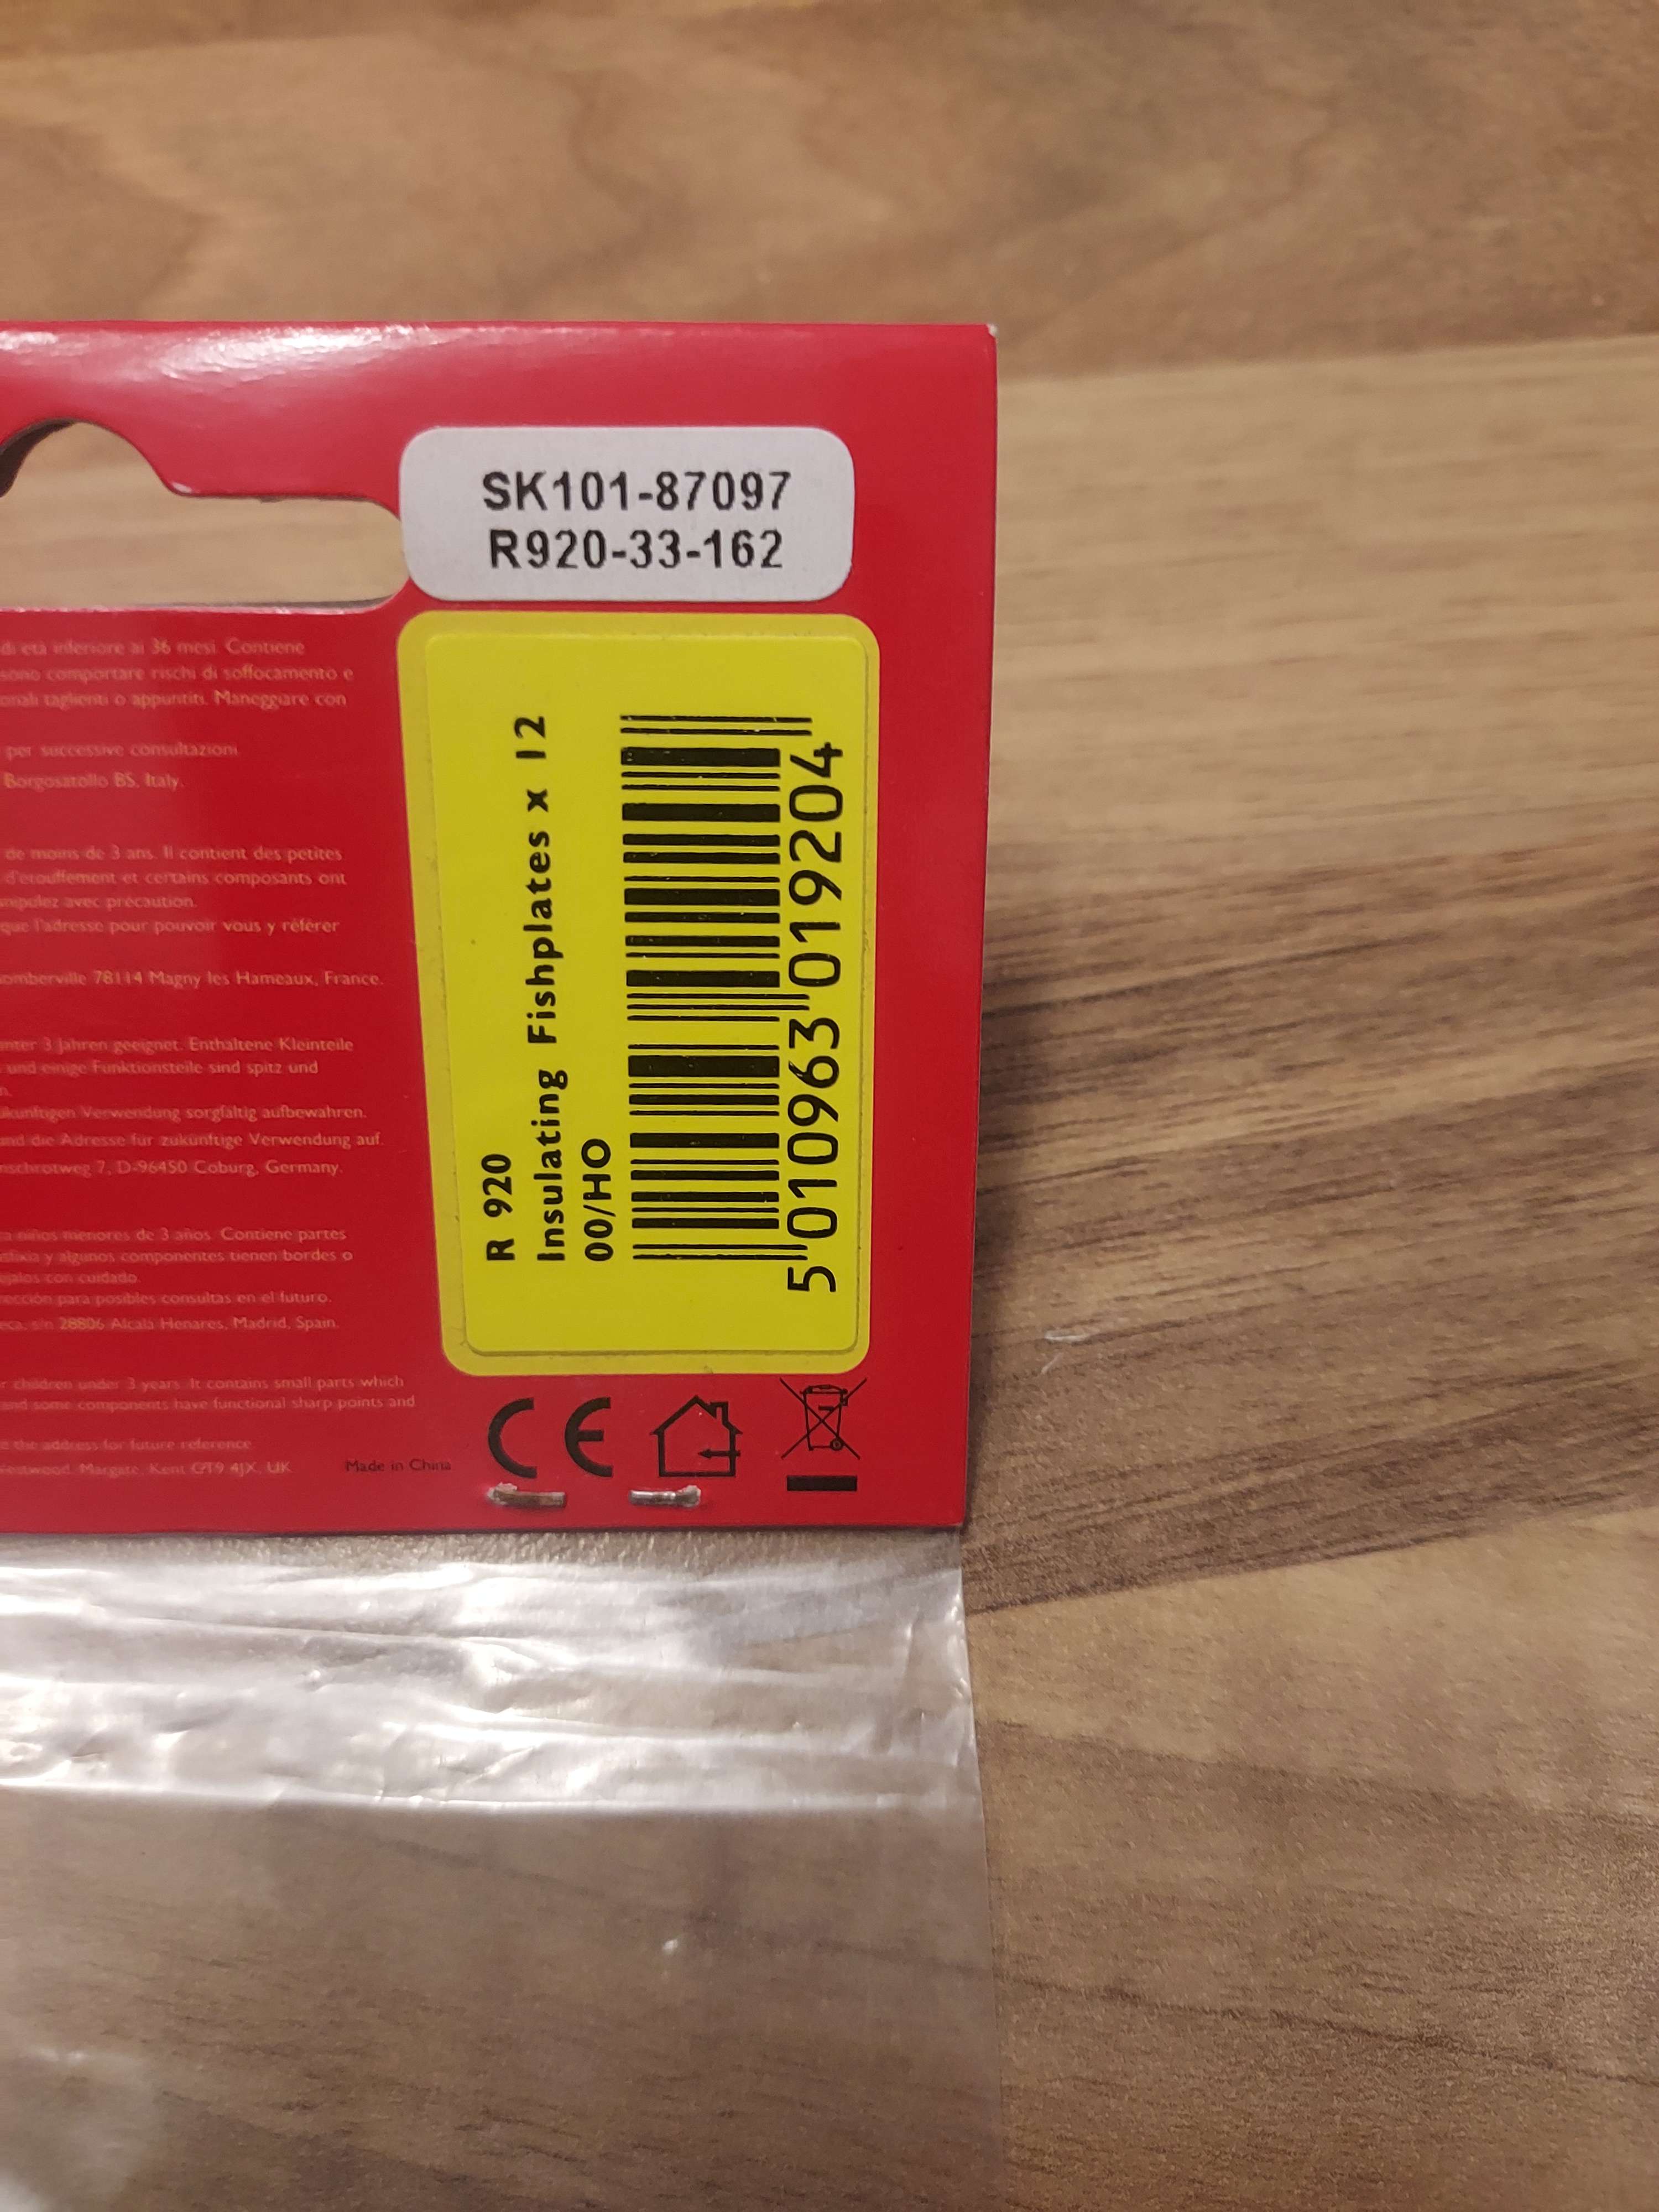 SK101-87097
R920-33-162
di età inferiore ai 36 mesi. Contiene
sono comportare rischi di soffocamento e
taglienti o appuntiti. Maneggiare con
per successive consultazioni
Borgosatollo BS, Italy.
de moins de 3 ans. Il contient des petites
d'etouffement et certains composants ont
avec précaution.
que l'adresse pour pouvoir vous y référer
78114 Magny les Hameaux, France.
3 Jahren geeignet. Enthaltene Kleinteile
und einige Funktionsteile sind spitz und
Verwendung sorgfältig aufbewahren.
und die Adresse für zukünftige Verwendung auf.
7, D-96450 Coburg, Germany.
niños menores de 3 años. Contiene partes
y algunos componentes tienen bordes o
con cuidado.
para posibles consultas en el futuro.
s/n 28806 Alcalá Henares, Madrid, Spain.
children under 3 years. It contains small parts which
and some components have functional sharp points and
the address for future reference
Westwood, Margate, Kent CT9 4JX, UK
Made in China
R 920
Insulating Fishplates x 12
00/HO
5 010963 019204
CE